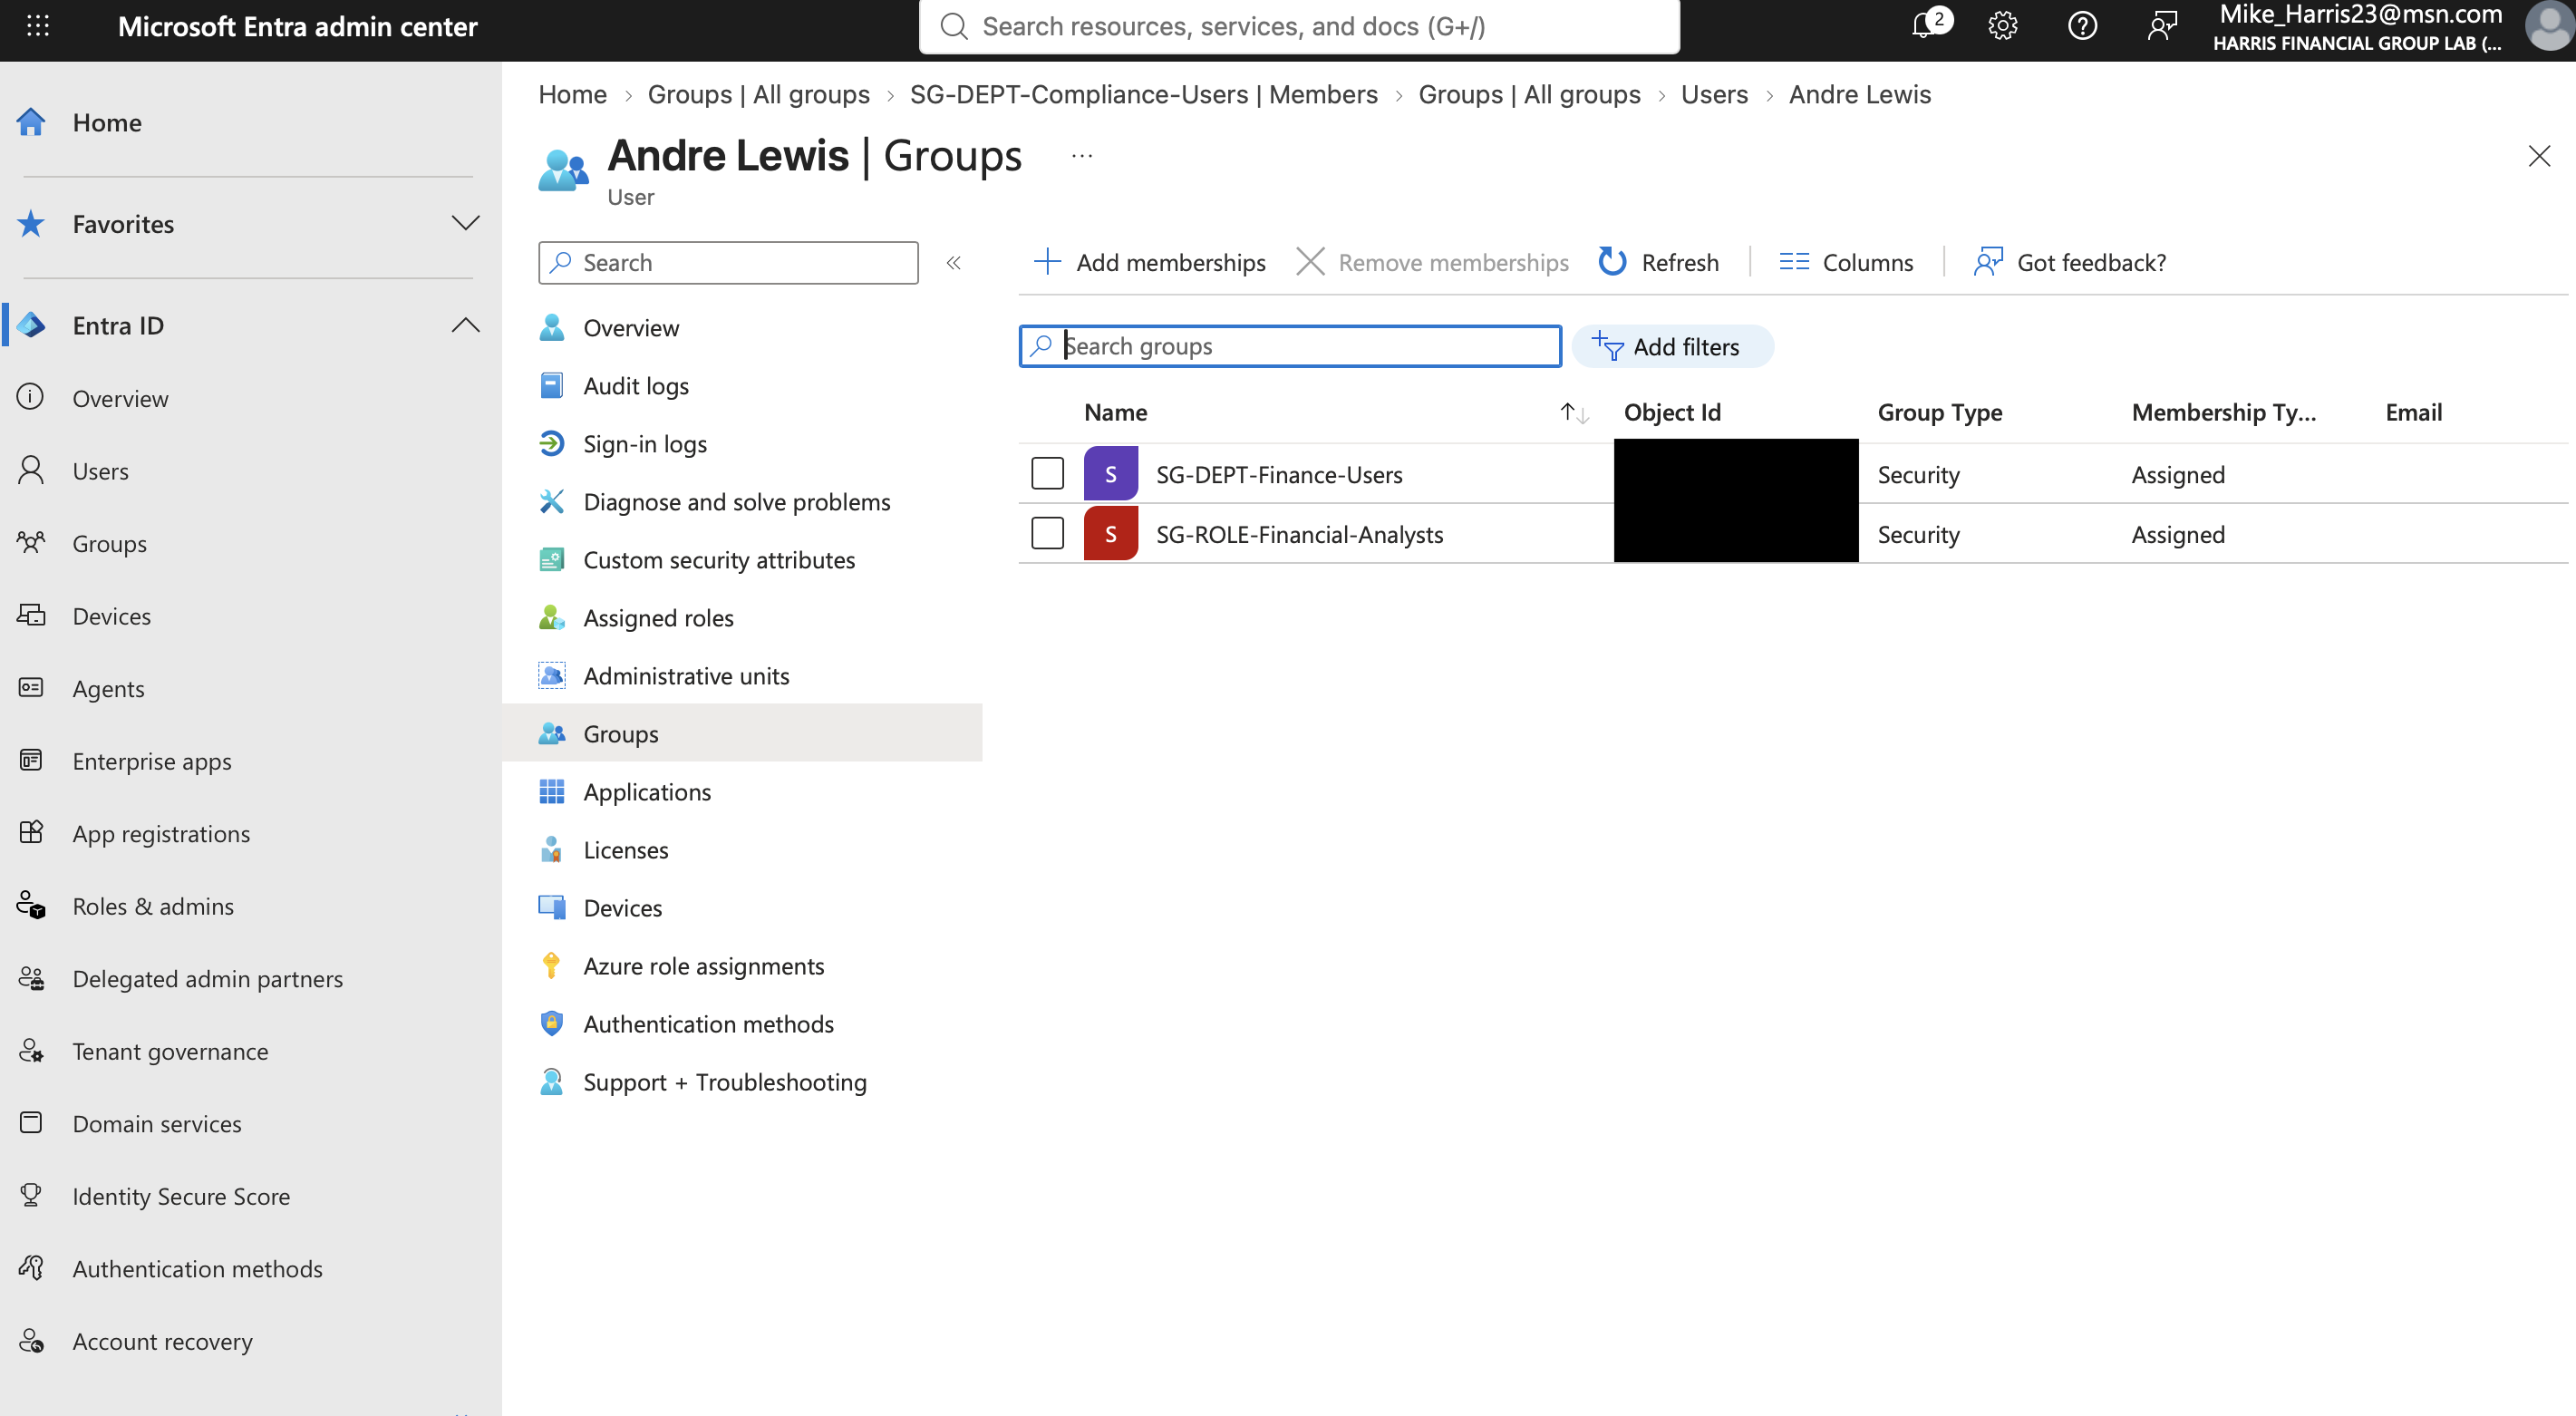 Microsoft Entra admin center
Search resources, services, and docs (G+/)
2
Mike_Harris23@msn.com
HARRIS FINANCIAL GROUP LAB (...
Home
Favorites
Entra ID
Overview
Users
Groups
Devices
Agents
Enterprise apps
App registrations
Roles & admins
Delegated admin partners
Tenant governance
Domain services
Identity Secure Score
Authentication methods
Account recovery
Home > Groups | All groups > SG-DEPT-Compliance-Users | Members > Groups | All groups > Users > Andre Lewis
Andre Lewis | Groups ...
User
Search
Overview
Audit logs
Sign-in logs
Diagnose and solve problems
Custom security attributes
Assigned roles
Administrative units
Groups
Applications
Licenses
Devices
Azure role assignments
Authentication methods
Support + Troubleshooting
Add memberships Remove memberships Refresh Columns Got feedback?
Search groups Add filters
Name Object Id Group Type Membership Ty... Email
S SG-DEPT-Finance-Users Security Assigned
S SG-ROLE-Financial-Analysts Security Assigned